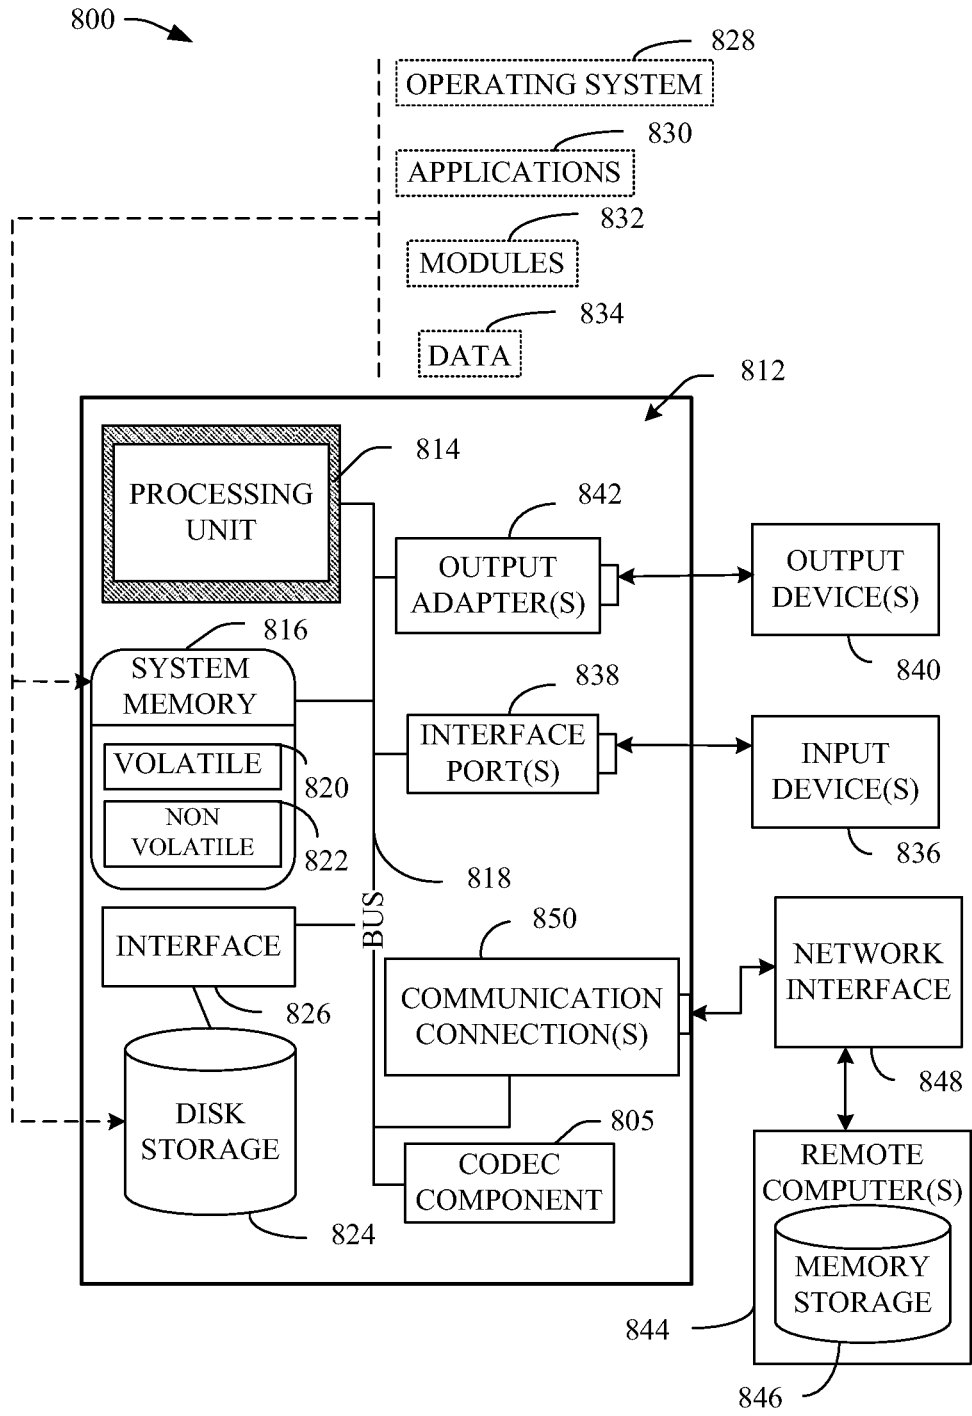 800
828
OPERATING SYSTEM
830
APPLICATIONS
832
MODULES
834
DATA
812
814
PROCESSING
UNIT
842
OUTPUT
ADAPTER(S)
OUTPUT
DEVICE(S)
840
816
SYSTEM
MEMORY
VOLATILE
820
NON
VOLATILE
822
838
INTERFACE
PORT(S)
INPUT
DEVICE(S)
836
818
BUS
INTERFACE
826
850
COMMUNICATION
CONNECTION(S)
NETWORK
INTERFACE
848
DISK
STORAGE
824
805
CODEC
COMPONENT
REMOTE
COMPUTER(S)
MEMORY
STORAGE
844
846